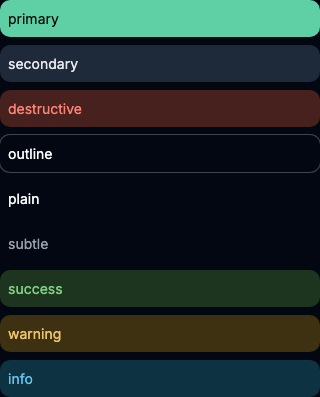 primary
secondary
destructive
outline
plain
subtle
success
warning
info